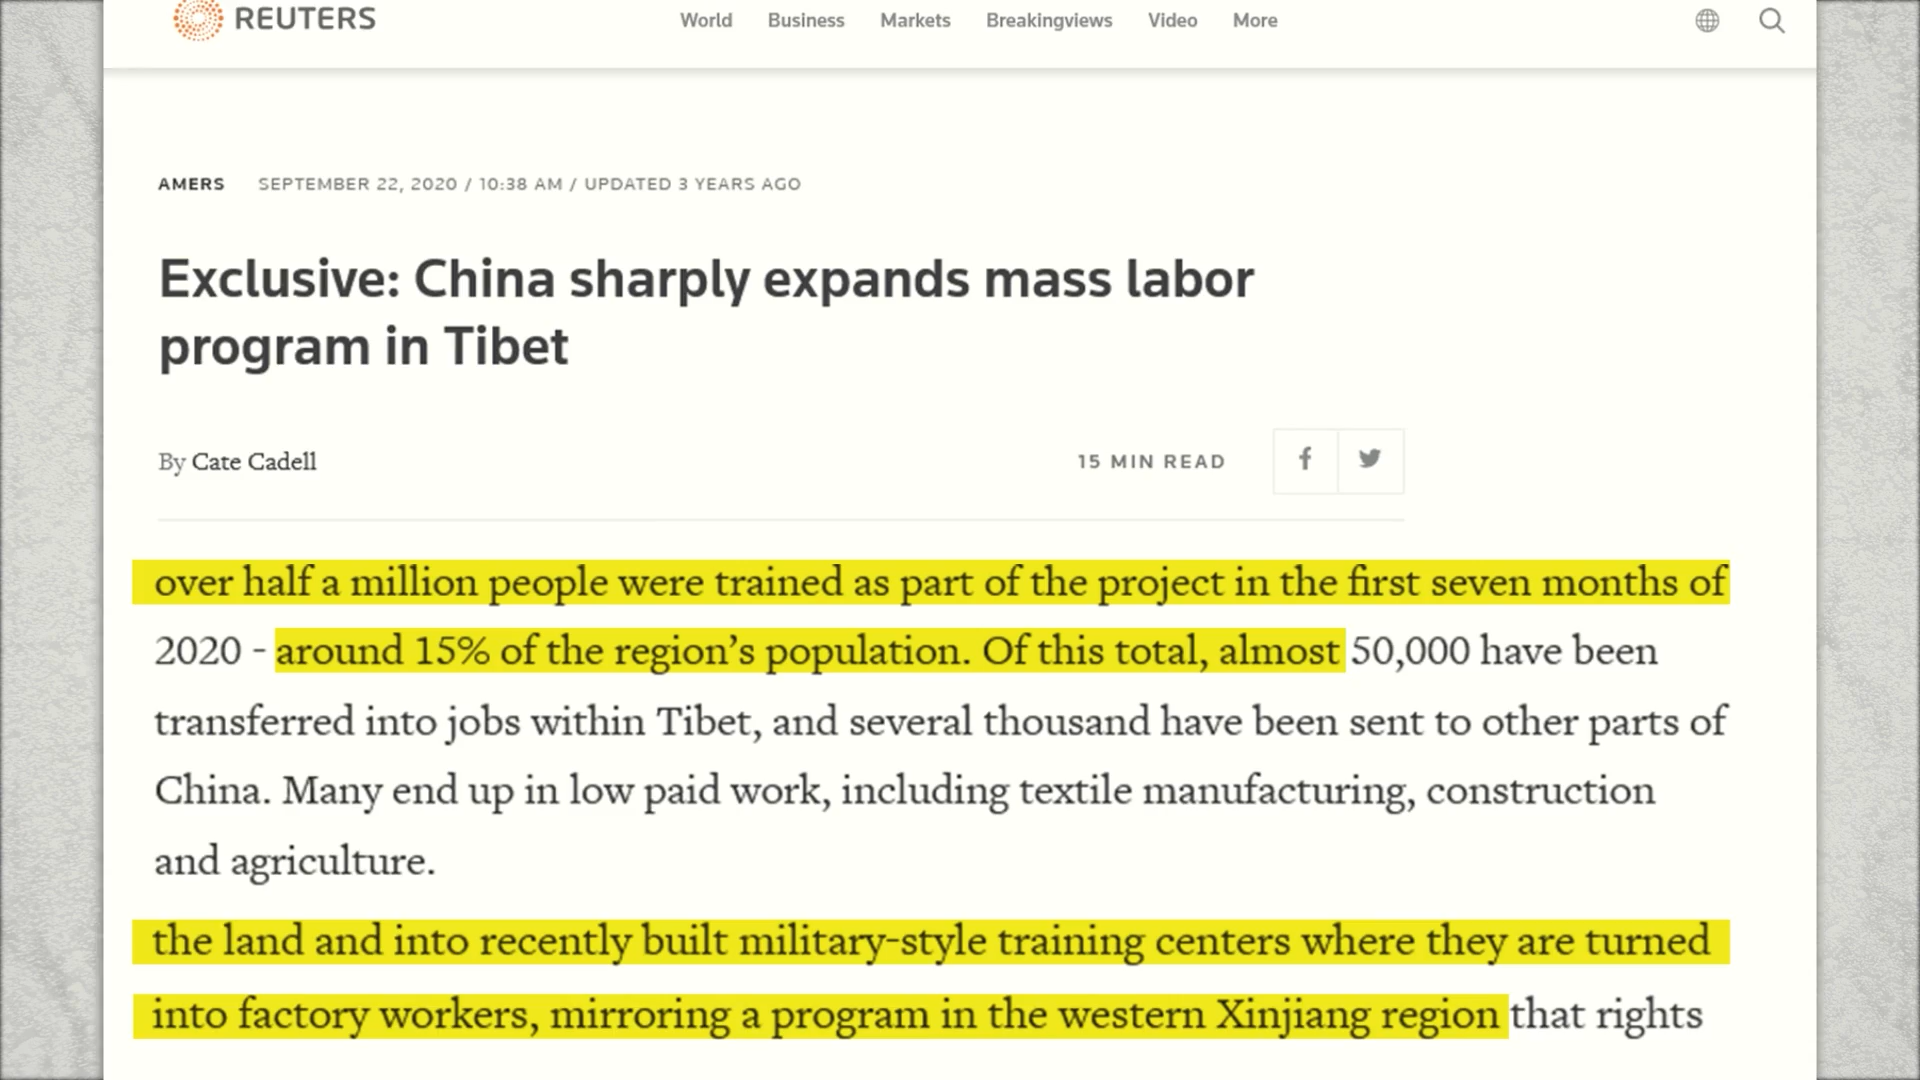 REUTERS
World Business Markets Breakingviews Video More
AMERS SEPTEMBER 22, 2020 / 10:38 AM / UPDATED 3 YEARS AGO
Exclusive: China sharply expands mass labor
program in Tibet
By Cate Cadell 15 MIN READ
over half a million people were trained as part of the project in the first seven months of
2020 - around 15% of the region’s population. Of this total, almost 50,000 have been
transferred into jobs within Tibet, and several thousand have been sent to other parts of
China. Many end up in low paid work, including textile manufacturing, construction
and agriculture.
the land and into recently built military-style training centers where they are turned
into factory workers, mirroring a program in the western Xinjiang region that rights